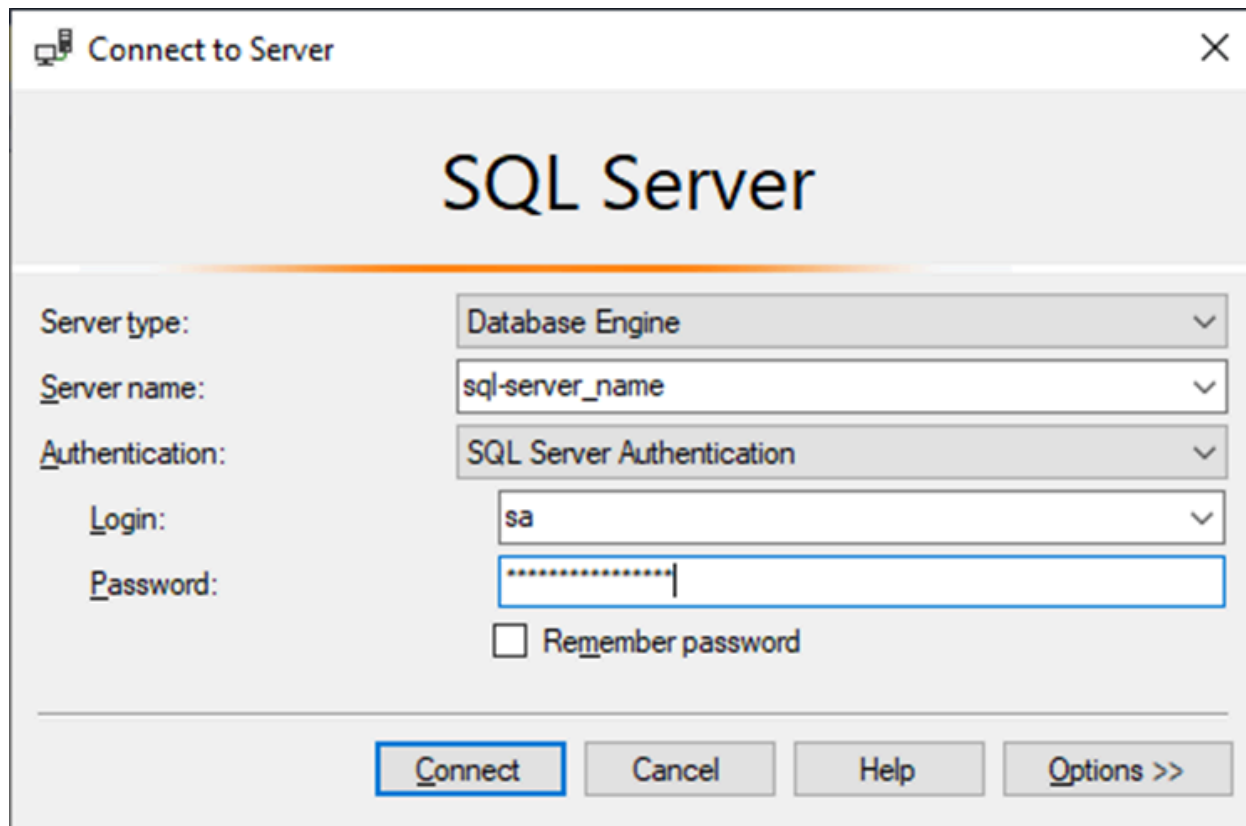 Connect to Server
SQL Server
Server type: Database Engine
Server name: sql-server_name
Authentication: SQL Server Authentication
Login: sa
Password: ****************
Remember password
Connect Cancel Help Options >>